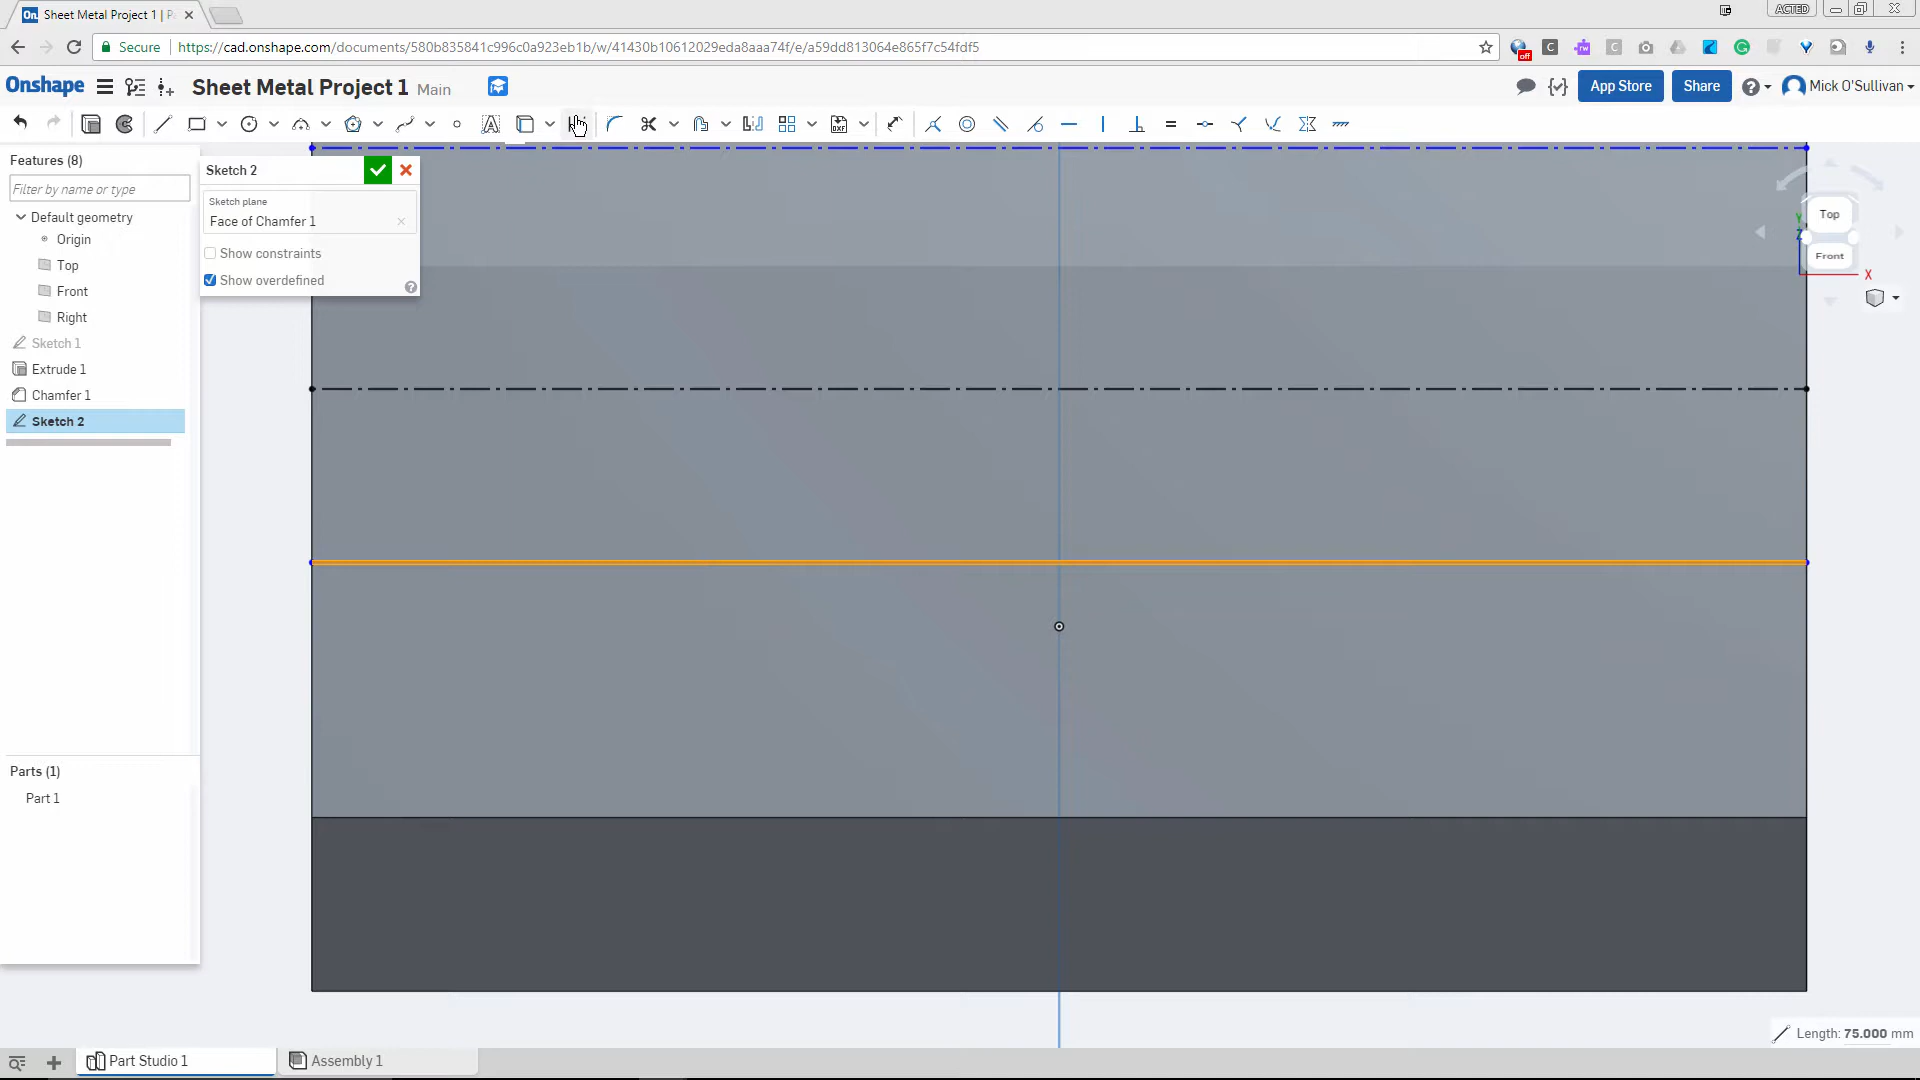 Sheet Metal Project 1 | P
ACTED
Secure
https://cad.onshape.com/documents/580b835841c996c0a923eb1b/w/41430b10612029eda8aaa74f/e/a59dd813064e865f7c54fdf5
Onshape
Sheet Metal Project 1 Main
App Store
Share
Mick O'Sullivan
Features (8)
Filter by name or type
Default geometry
Origin
Top
Front
Right
Sketch 1
Extrude 1
Chamfer 1
Sketch 2
Sketch 2
Sketch plane
Face of Chamfer 1
Show constraints
Show overdefined
Top
Front
Y
Z
X
Parts (1)
Part 1
Length: 75.000 mm
Part Studio 1
Assembly 1